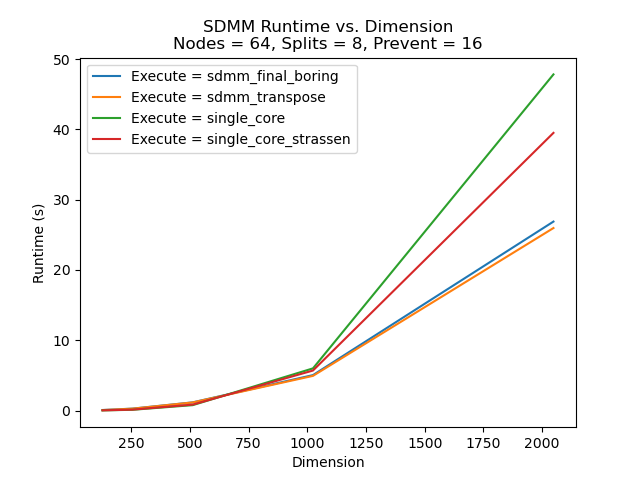 SDMM Runtime vs. Dimension
Nodes = 64, Splits = 8, Prevent = 16
Execute = sdmm_final_boring
Execute = sdmm_transpose
Execute = single_core
Execute = single_core_strassen
Runtime (s)
50
40
30
20
10
0
250 500 750 1000 1250 1500 1750 2000
Dimension